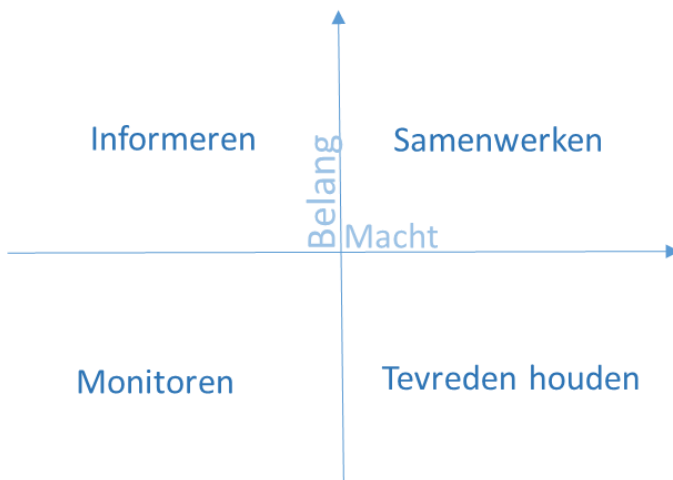 Informeren
Samenwerken
Belang
Macht
Monitoren
Tevreden houden